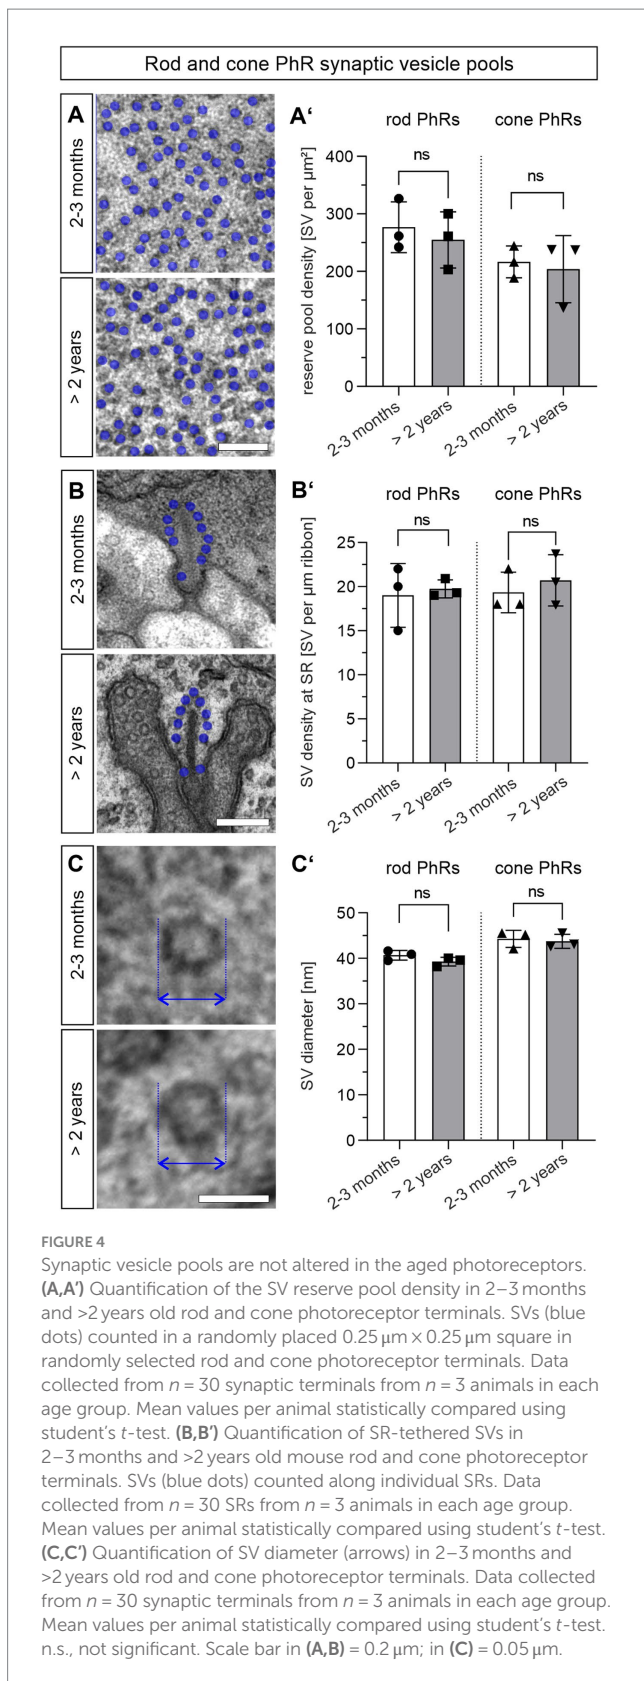 Rod and cone PhR synaptic vesicle pools
A
2-3 months
> 2 years
A‘
rod PhRs
cone PhRs
reserve pool density [SV per µm²]
400
300
200
100
0
ns
ns
2-3 months
> 2 years
2-3 months
> 2 years
B
2-3 months
> 2 years
B‘
rod PhRs
cone PhRs
SV density at SR [SV per µm ribbon]
25
20
15
10
5
0
ns
ns
2-3 months
> 2 years
2-3 months
> 2 years
C
2-3 months
> 2 years
C‘
rod PhRs
cone PhRs
SV diameter [nm]
50
40
30
20
10
0
ns
ns
2-3 months
> 2 years
2-3 months
> 2 years
FIGURE 4
Synaptic vesicle pools are not altered in the aged photoreceptors.
(A,A’) Quantification of the SV reserve pool density in 2–3 months
and >2 years old rod and cone photoreceptor terminals. SVs (blue
dots) counted in a randomly placed 0.25 µm × 0.25 µm square in
randomly selected rod and cone photoreceptor terminals. Data
collected from n = 30 synaptic terminals from n = 3 animals in each
age group. Mean values per animal statistically compared using
student’s t-test. (B,B’) Quantification of SR-tethered SVs in
2–3 months and >2 years old mouse rod and cone photoreceptor
terminals. SVs (blue dots) counted along individual SRs. Data
collected from n = 30 SRs from n = 3 animals in each age group.
Mean values per animal statistically compared using student’s t-test.
(C,C’) Quantification of SV diameter (arrows) in 2–3 months and
>2 years old rod and cone photoreceptor terminals. Data collected
from n = 30 synaptic terminals from n = 3 animals in each age group.
Mean values per animal statistically compared using student’s t-test.
n.s., not significant. Scale bar in (A,B) = 0.2 µm; in (C) = 0.05 µm.